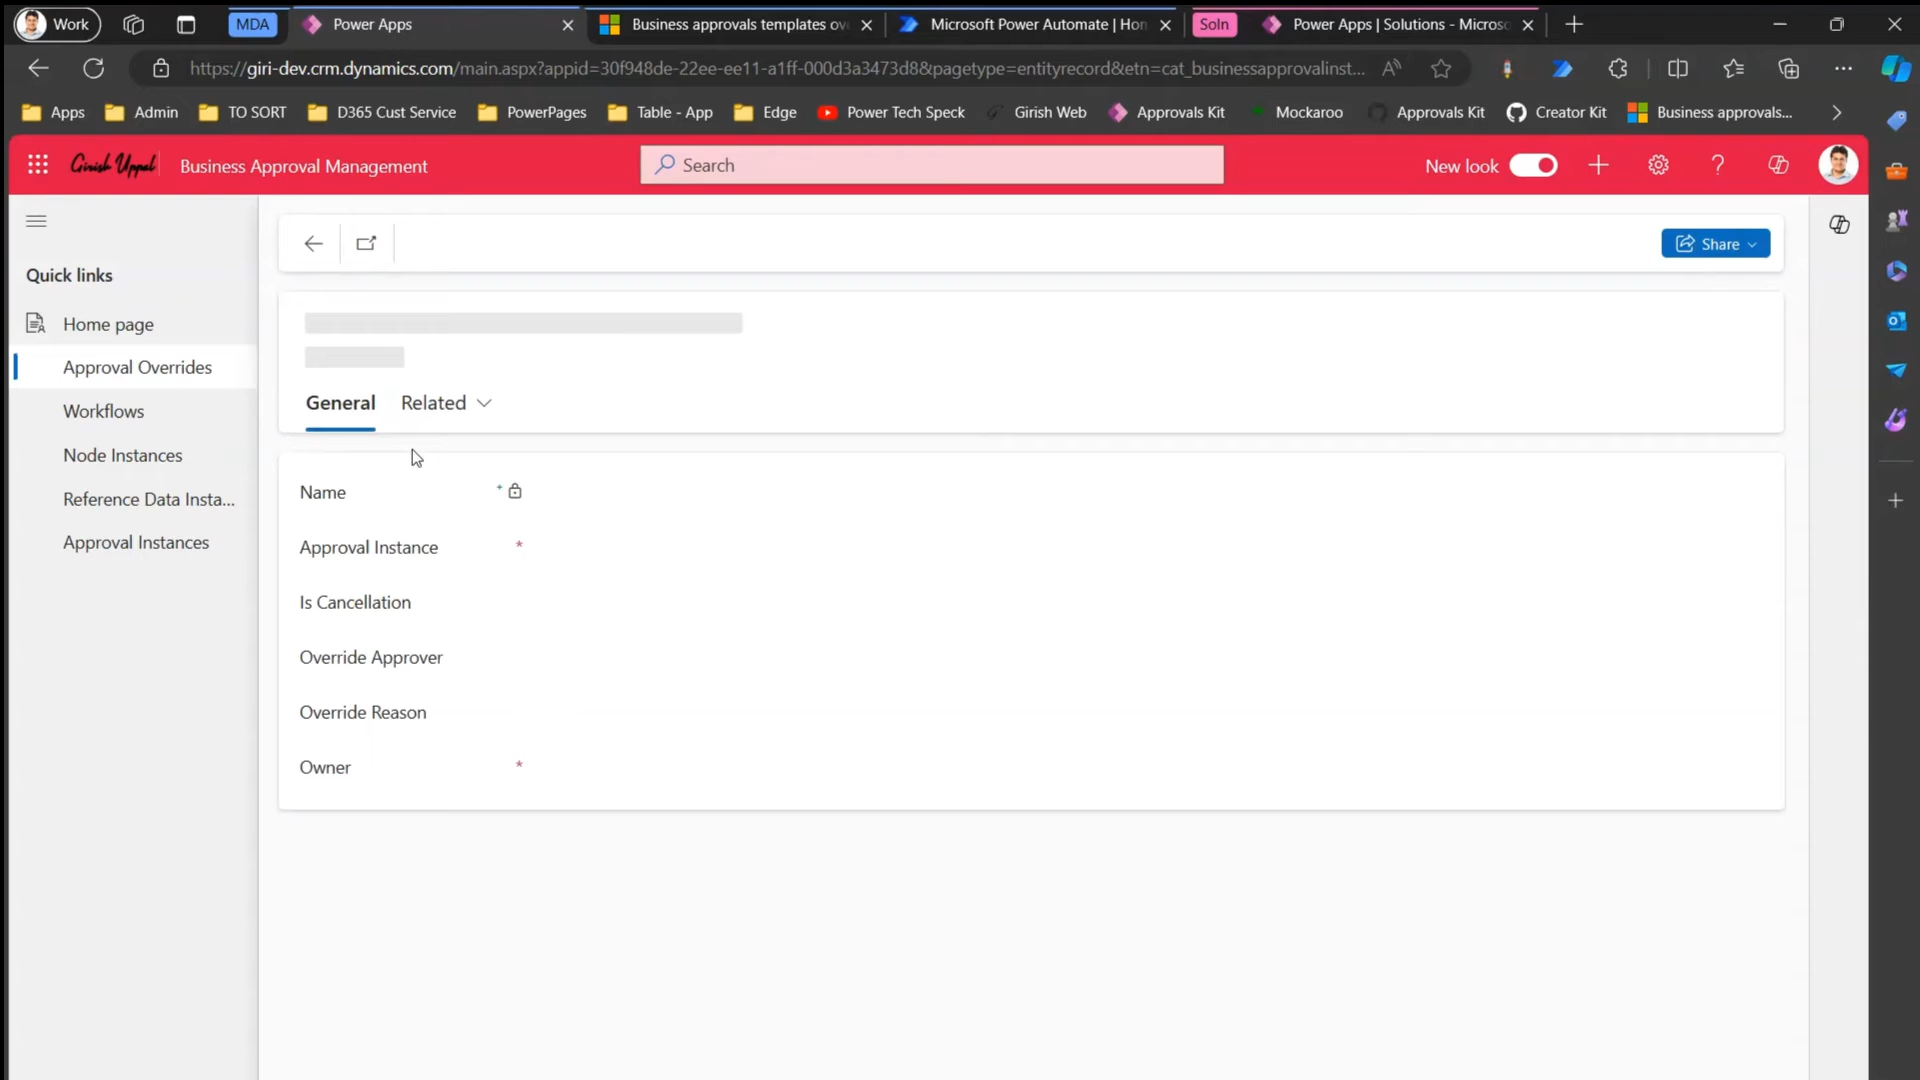 Work
MDA
Power Apps
Business approvals templates ov
Microsoft Power Automate | Hon
Soln
Power Apps | Solutions - Microso
https://giri-dev.crm.dynamics.com/main.aspx?appid=30f948de-22ee-ee11-a1ff-000d3a3473d8&pagetype=entityrecord&etn=cat_businessapprovalinst...
Apps
Admin
TO SORT
D365 Cust Service
PowerPages
Table - App
Edge
Power Tech Speck
Girish Web
Approvals Kit
Mockaroo
Approvals Kit
Creator Kit
Business approvals...
Girish Uppal
Business Approval Management
Search
New look
Share
Quick links
Home page
Approval Overrides
Workflows
Node Instances
Reference Data Insta...
Approval Instances
General
Related
Name +
Approval Instance *
Is Cancellation
Override Approver
Override Reason
Owner *